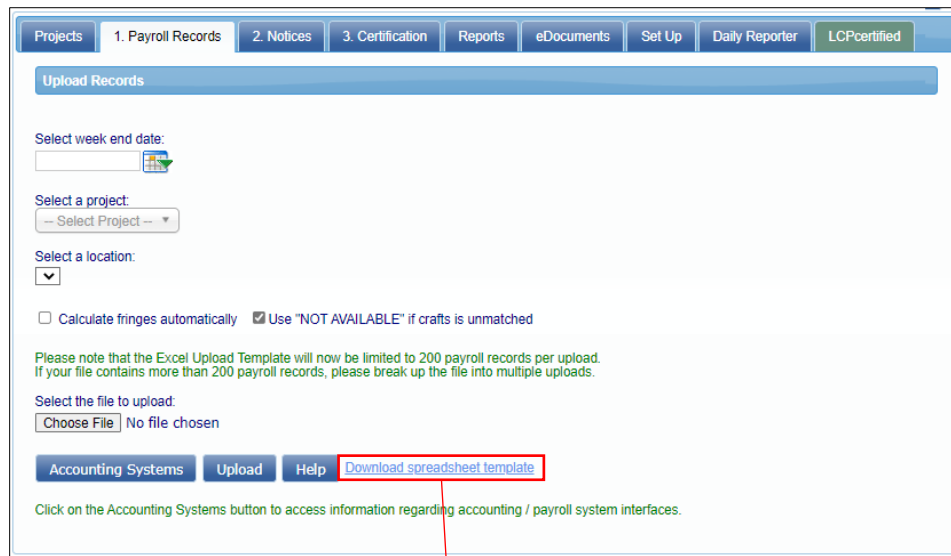 Projects 1. Payroll Records 2. Notices 3. Certification Reports eDocuments Set Up Daily Reporter LCPcertified
Upload Records
Select week end date:
Select a project:
-- Select Project --
Select a location:
Calculate fringes automatically Use "NOT AVAILABLE" if crafts is unmatched
Please note that the Excel Upload Template will now be limited to 200 payroll records per upload.
If your file contains more than 200 payroll records, please break up the file into multiple uploads.
Select the file to upload:
Choose File No file chosen
Accounting Systems Upload Help Download spreadsheet template
Click on the Accounting Systems button to access information regarding accounting / payroll system interfaces.